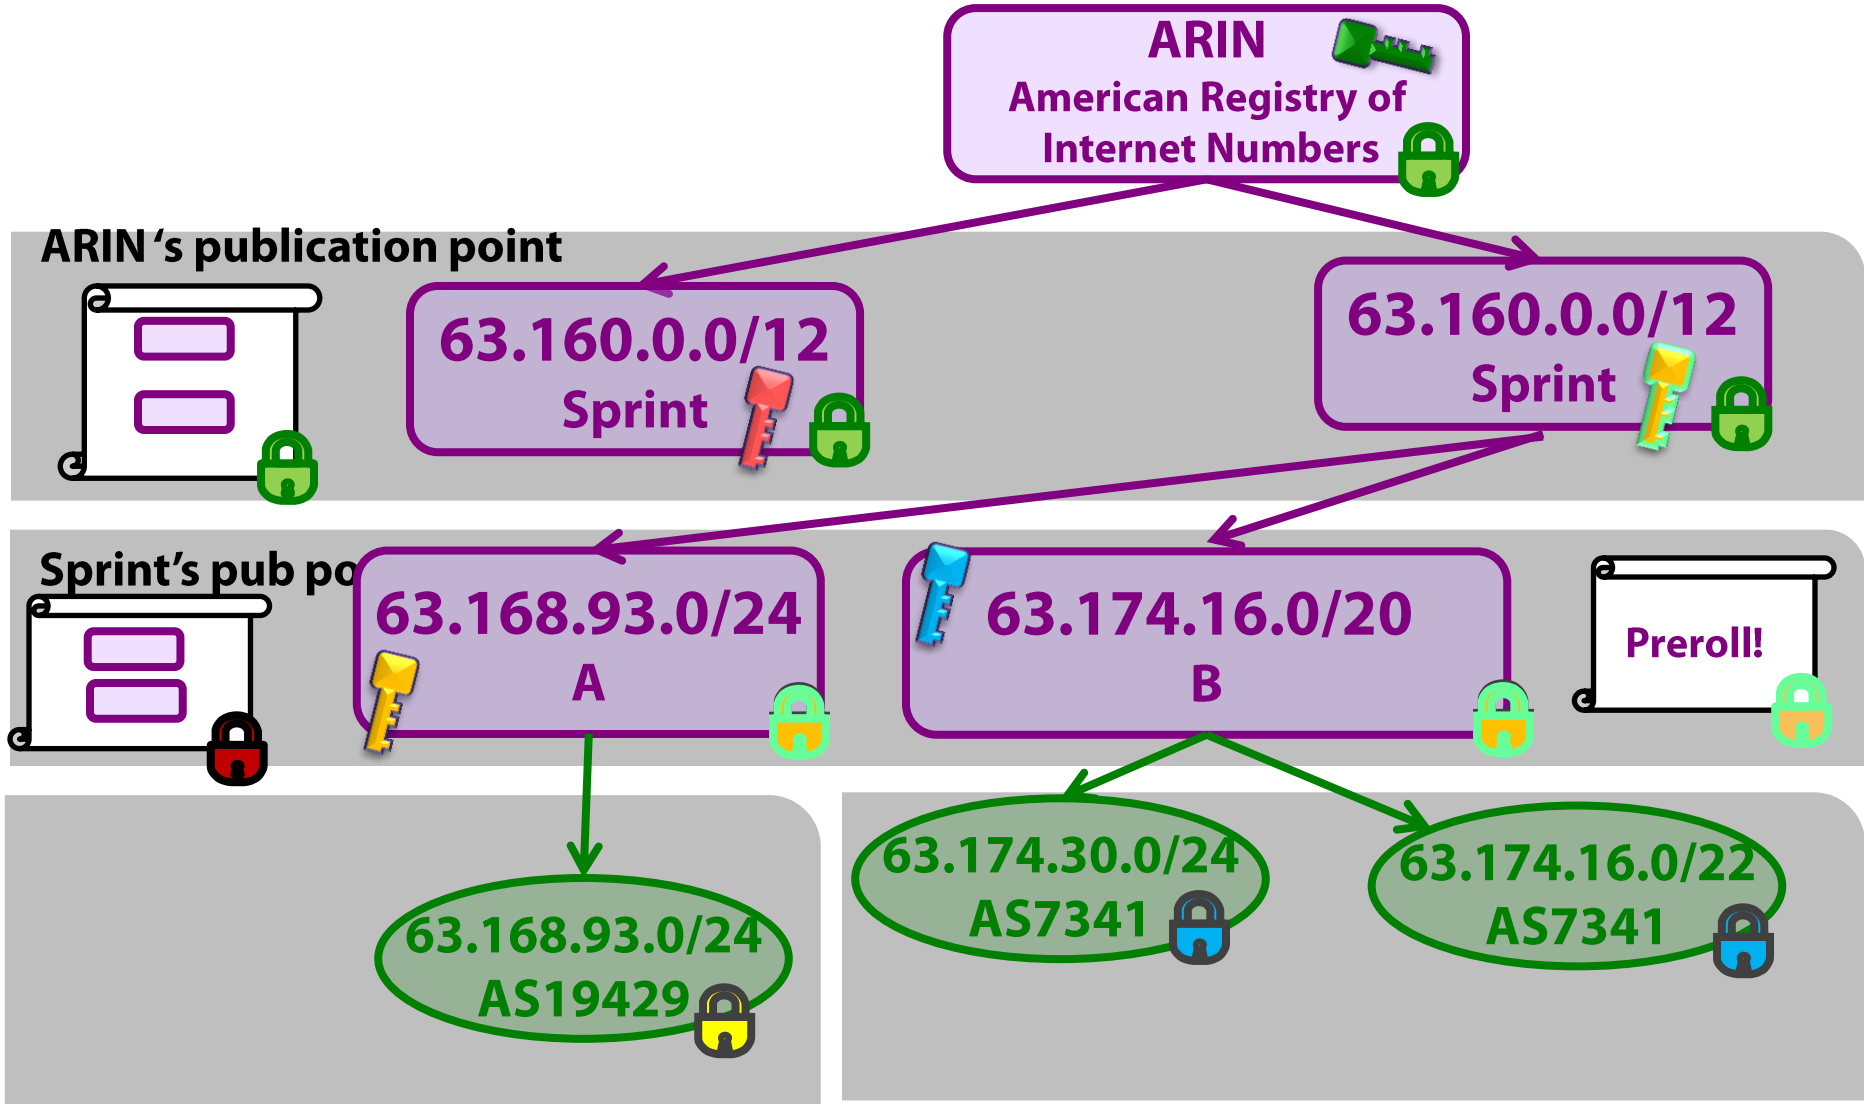 ARIN
American Registry of
Internet Numbers
ARIN ‘s publication point
63.160.0.0/12
Sprint
63.160.0.0/12
Sprint
Sprint’s pub po
63.168.93.0/24
A
63.174.16.0/20
B
Preroll!
63.174.30.0/24
AS7341
63.174.16.0/22
AS7341
63.168.93.0/24
AS19429